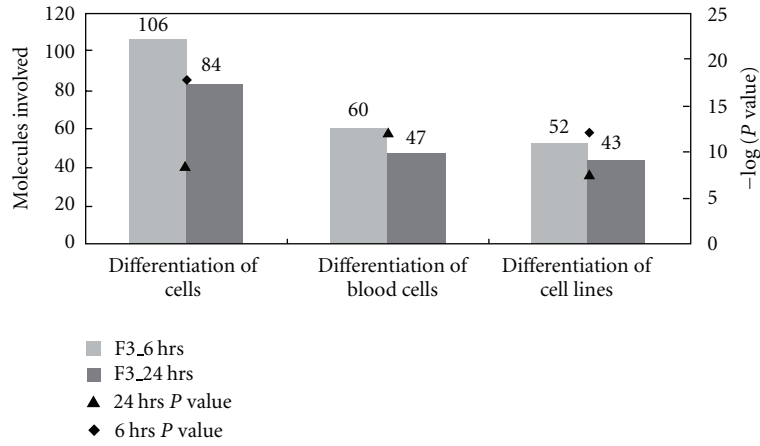 120
100
80
60
40
20
0
Molecules involved
106
84
60
47
52
43
25
20
15
10
5
0
−log (P value)
Differentiation of
cells
Differentiation of
blood cells
Differentiation of
cell lines
F3_6 hrs
F3_24 hrs
24 hrs P value
6 hrs P value